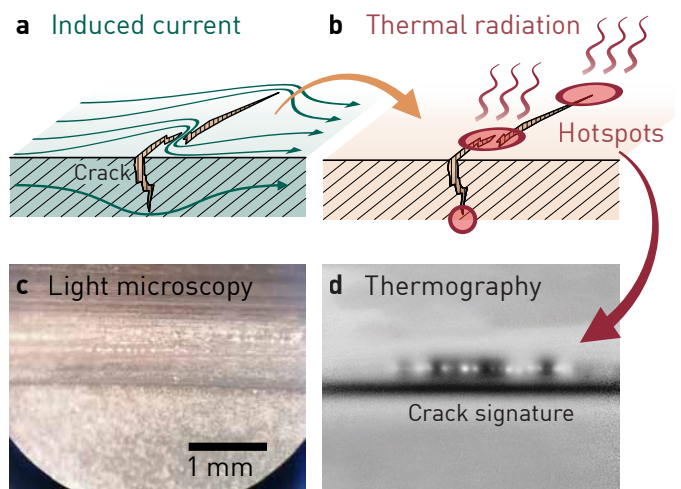 a Induced current
Crack
b Thermal radiation
Hotspots
c Light microscopy
1 mm
d Thermography
Crack signature